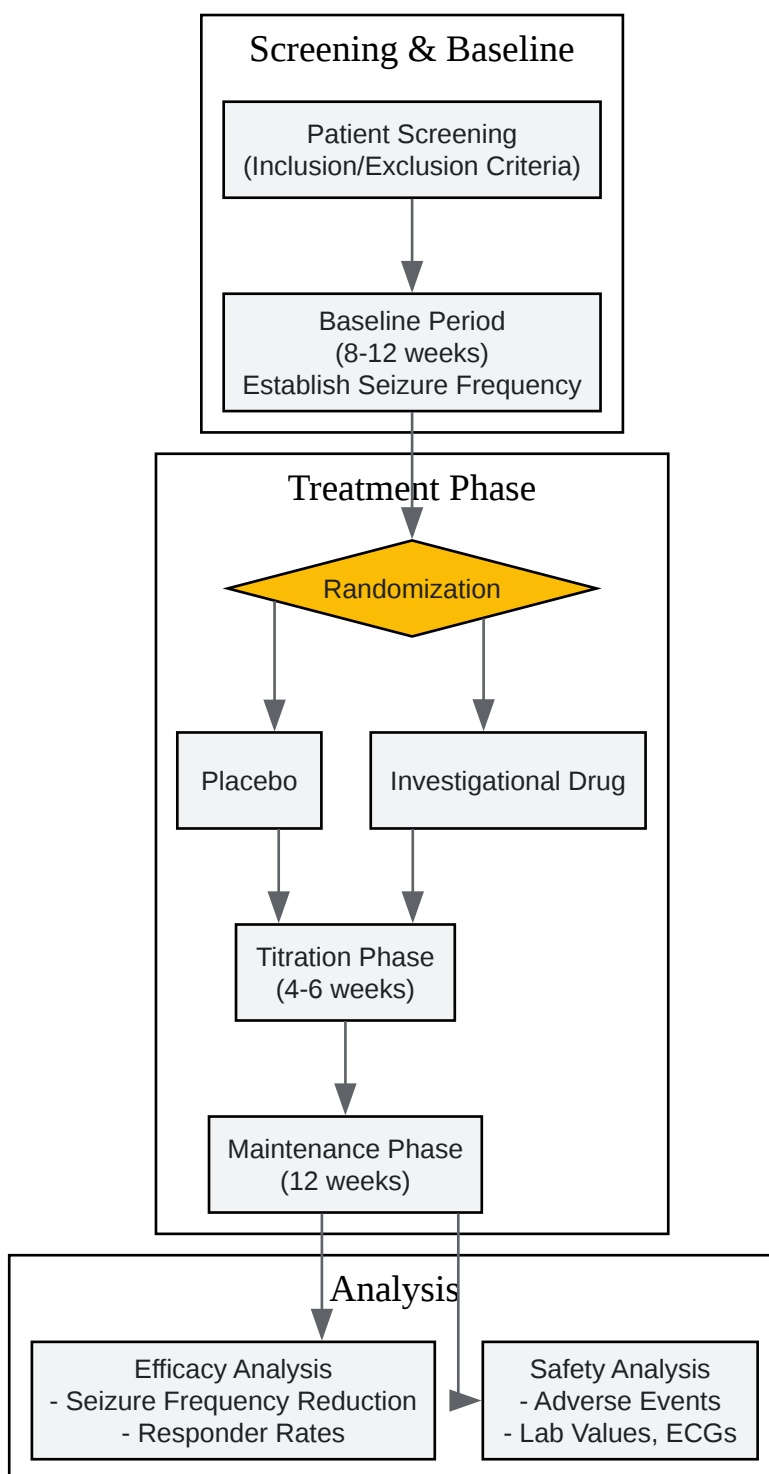 Screening & Baseline
Patient Screening
(Inclusion/Exclusion Criteria)
Baseline Period
(8-12 weeks)
Establish Seizure Frequency
Treatment Phase
Randomization
Placebo
Investigational Drug
Titration Phase
(4-6 weeks)
Maintenance Phase
(12 weeks)
Analysis
Efficacy Analysis
- Seizure Frequency Reduction
- Responder Rates
Safety Analysis
- Adverse Events
- Lab Values, ECGs